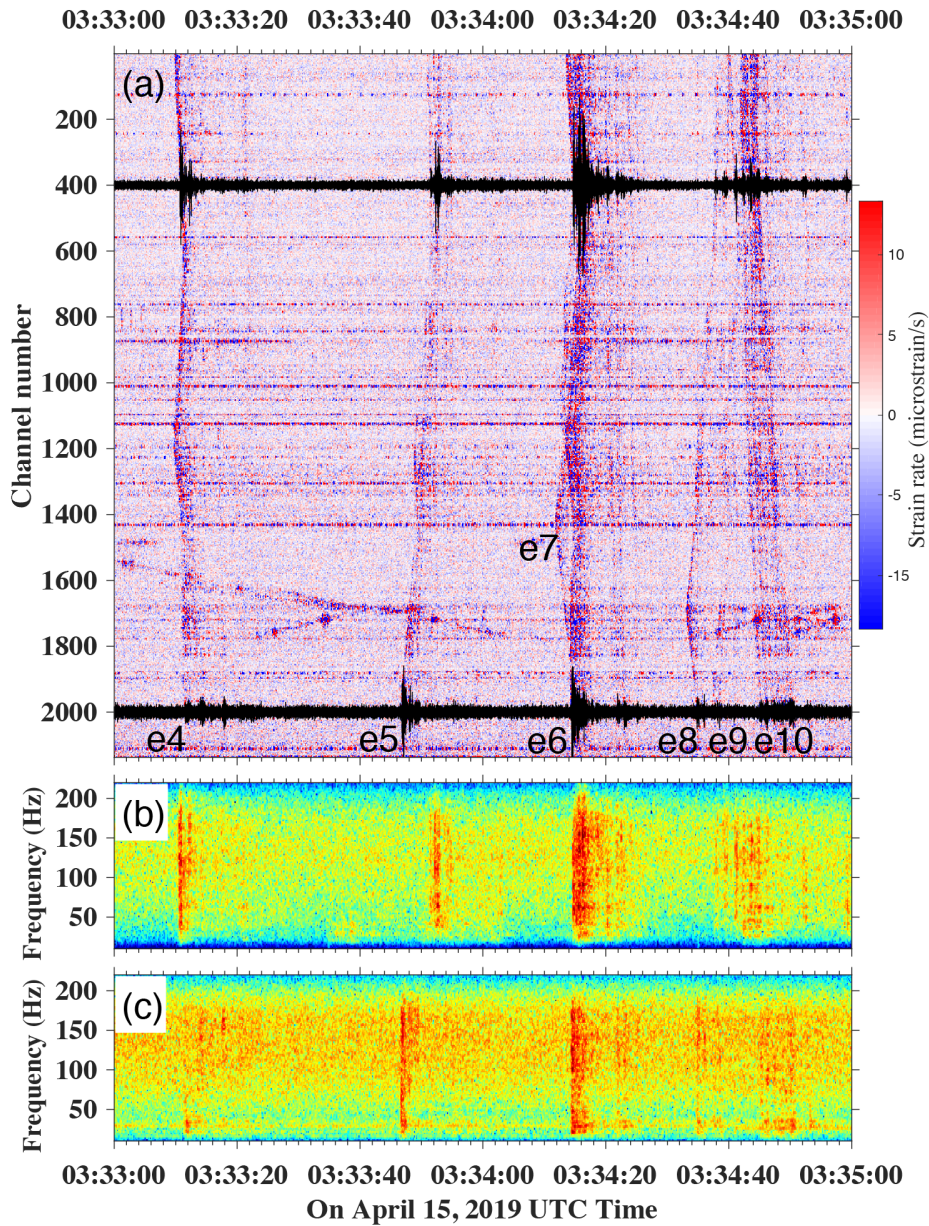 03:33:00 03:33:20 03:33:40 03:34:00 03:34:20 03:34:40 03:35:00
(a)
200
400
600
800
1000
1200
1400
1600
1800
2000
Channel number
e7
e4 e5 e6 e8 e9 e10
10
5
0
-5
-15
Strain rate (microstrain/s)
(b)
200
150
100
50
Frequency (Hz)
(c)
200
150
100
50
Frequency (Hz)
03:33:00 03:33:20 03:33:40 03:34:00 03:34:20 03:34:40 03:35:00
On April 15, 2019 UTC Time